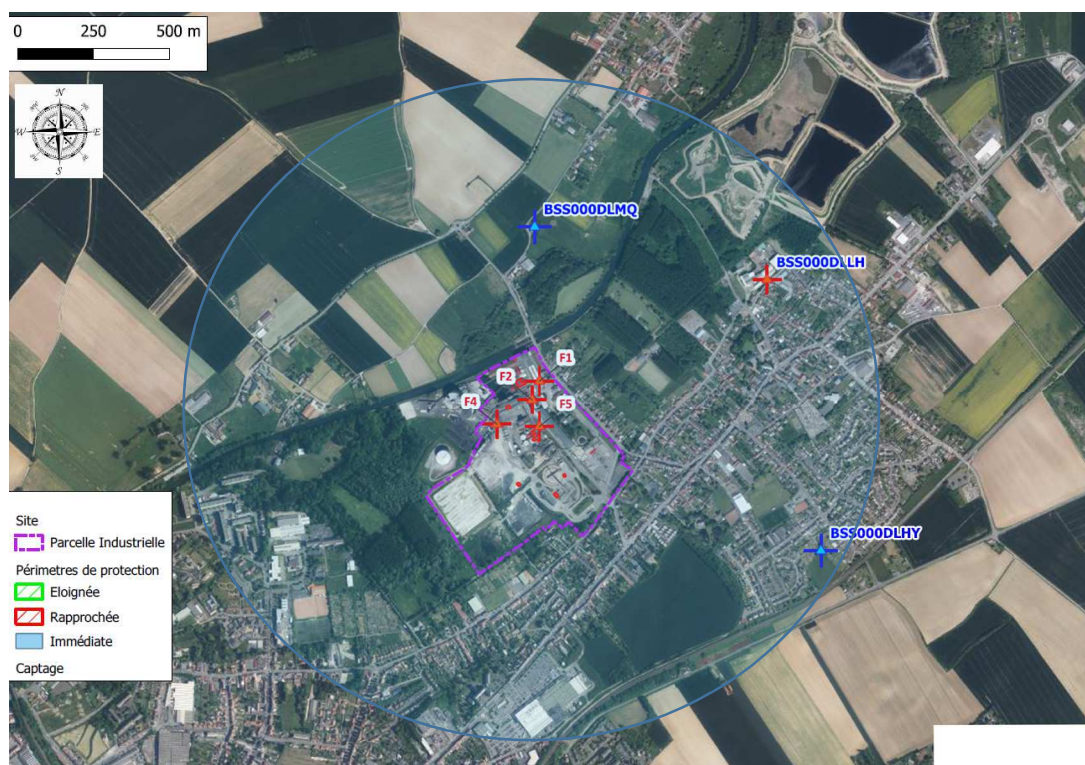 0 250 500 m
N
W E
S
BSS000DLMQ
BSS000DLLH
F1
F2
F4
F5
BSS000DLHY
Site
Parcelle Industrielle
Périmetres de protection
Eloignée
Rapprochée
Immédiate
Captage